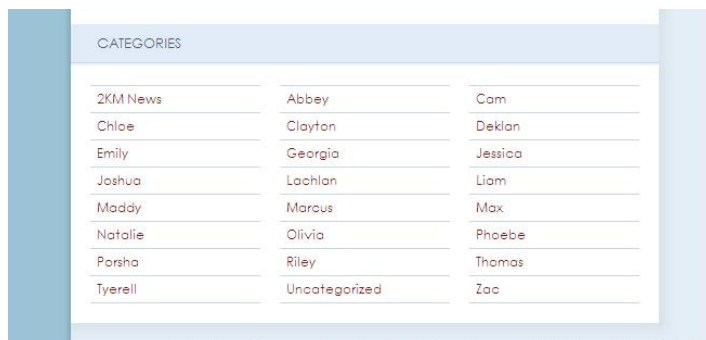 CATEGORIES
2KM News Abbey Cam
Chloe Clayton Deklan
Emily Georgia Jessica
Joshua Lachlan Liam
Maddy Marcus Max
Natalie Olivia Phoebe
Porsha Riley Thomas
Tyerell Uncategorized Zac